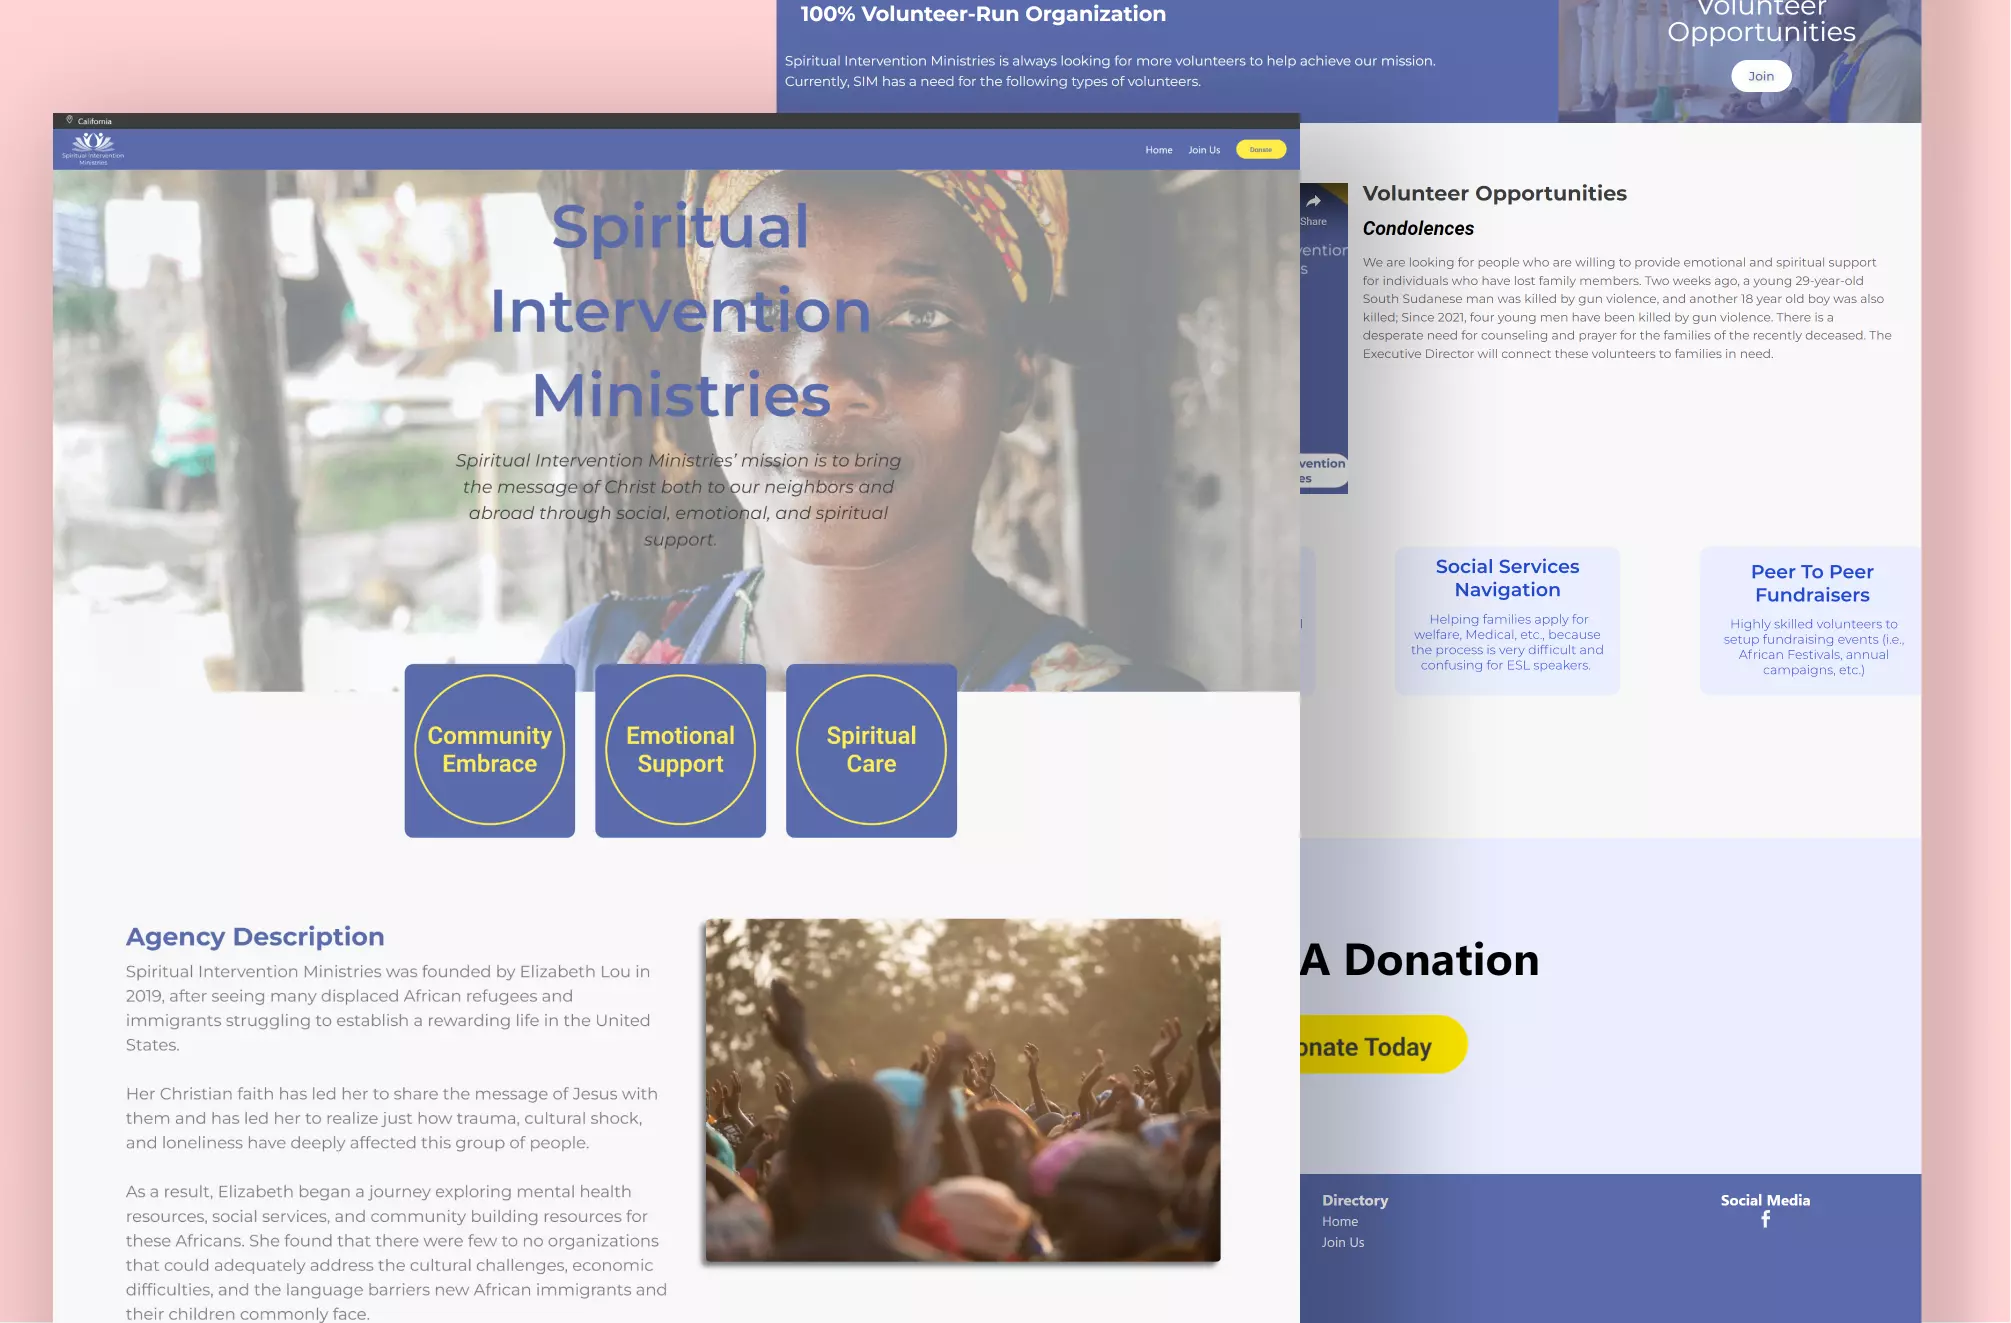 100% Volunteer-Run Organization
Spiritual Intervention Ministries is always looking for more volunteers to help achieve our mission.
Currently, SIM has a need for the following types of volunteers.
Volunteer
Opportunities
Join
California
Spiritual Intervention
Ministries
Home
Join Us
Donate
Spiritual
Intervention
Ministries
Spiritual Intervention Ministries' mission is to bring
the message of Christ both to our neighbors and
abroad through social, emotional, and spiritual
support.
Community
Embrace
Emotional
Support
Spiritual
Care
Agency Description
Spiritual Intervention Ministries was founded by Elizabeth Lou in
2019, after seeing many displaced African refugees and
immigrants struggling to establish a rewarding life in the United
States.
Her Christian faith has led her to share the message of Jesus with
them and has led her to realize just how trauma, cultural shock,
and loneliness have deeply affected this group of people.
As a result, Elizabeth began a journey exploring mental health
resources, social services, and community building resources for
these Africans. She found that there were few to no organizations
that could adequately address the cultural challenges, economic
difficulties, and the language barriers new African immigrants and
their children commonly face.
Share
vention
s
vention
es
Volunteer Opportunities
Condolences
We are looking for people who are willing to provide emotional and spiritual support
for individuals who have lost family members. Two weeks ago, a young 29-year-old
South Sudanese man was killed by gun violence, and another 18 year old boy was also
killed; Since 2021, four young men have been killed by gun violence. There is a
desperate need for counseling and prayer for the families of the recently deceased. The
Executive Director will connect these volunteers to families in need.
Social Services
Navigation
Helping families apply for
welfare, Medical, etc., because
the process is very difficult and
confusing for ESL speakers.
Peer To Peer
Fundraisers
Highly skilled volunteers to
setup fundraising events (i.e.,
African Festivals, annual
campaigns, etc.)
A Donation
onate Today
Directory
Home
Join Us
Social Media